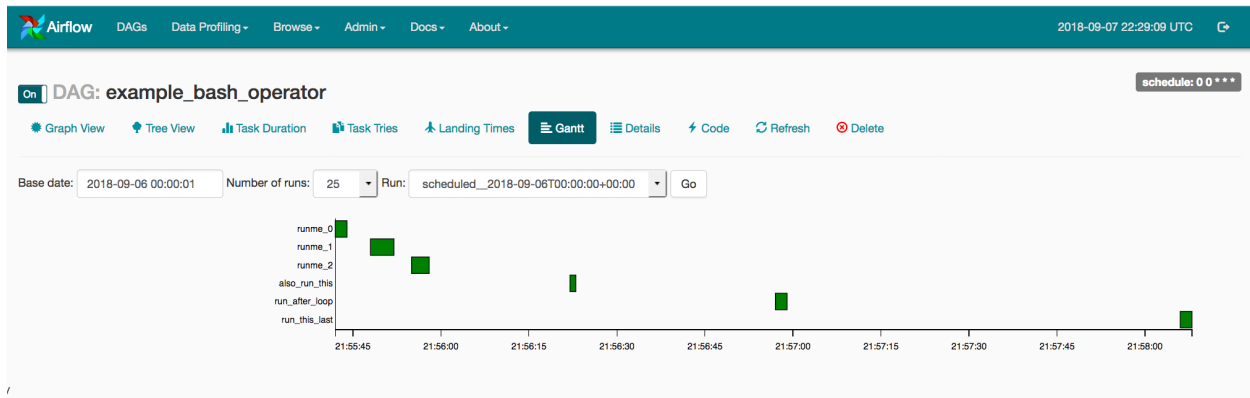 Airflow DAGs Data Profiling Browse Admin Docs About 2018-09-07 22:29:09 UTC
schedule: 0 0 * * *
On DAG: example_bash_operator
Graph View Tree View Task Duration Task Tries Landing Times Gantt Details Code Refresh Delete
Base date: 2018-09-06 00:00:01 Number of runs: 25 Run: scheduled__2018-09-06T00:00:00+00:00 Go
runme_0
runme_1
runme_2
also_run_this
run_after_loop
run_this_last
21:55:45 21:56:00 21:56:15 21:56:30 21:56:45 21:57:00 21:57:15 21:57:30 21:57:45 21:58:00